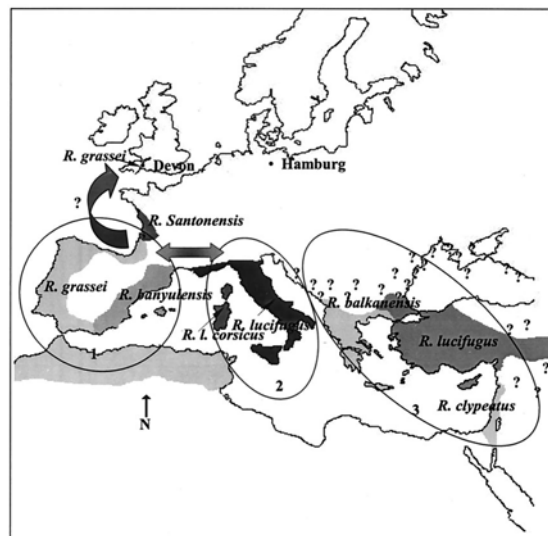 R. grassei
Devon
Hamburg
?
R. Santonensis
R. grassei
R. banyulensis
R. l. corsicus
R. lucifugus
R. balkanensis
R. lucifugus
R. clypeatus
1
2
3
N
? ? ? ? ? ? ? ? ? ? ? ? ? ? ?